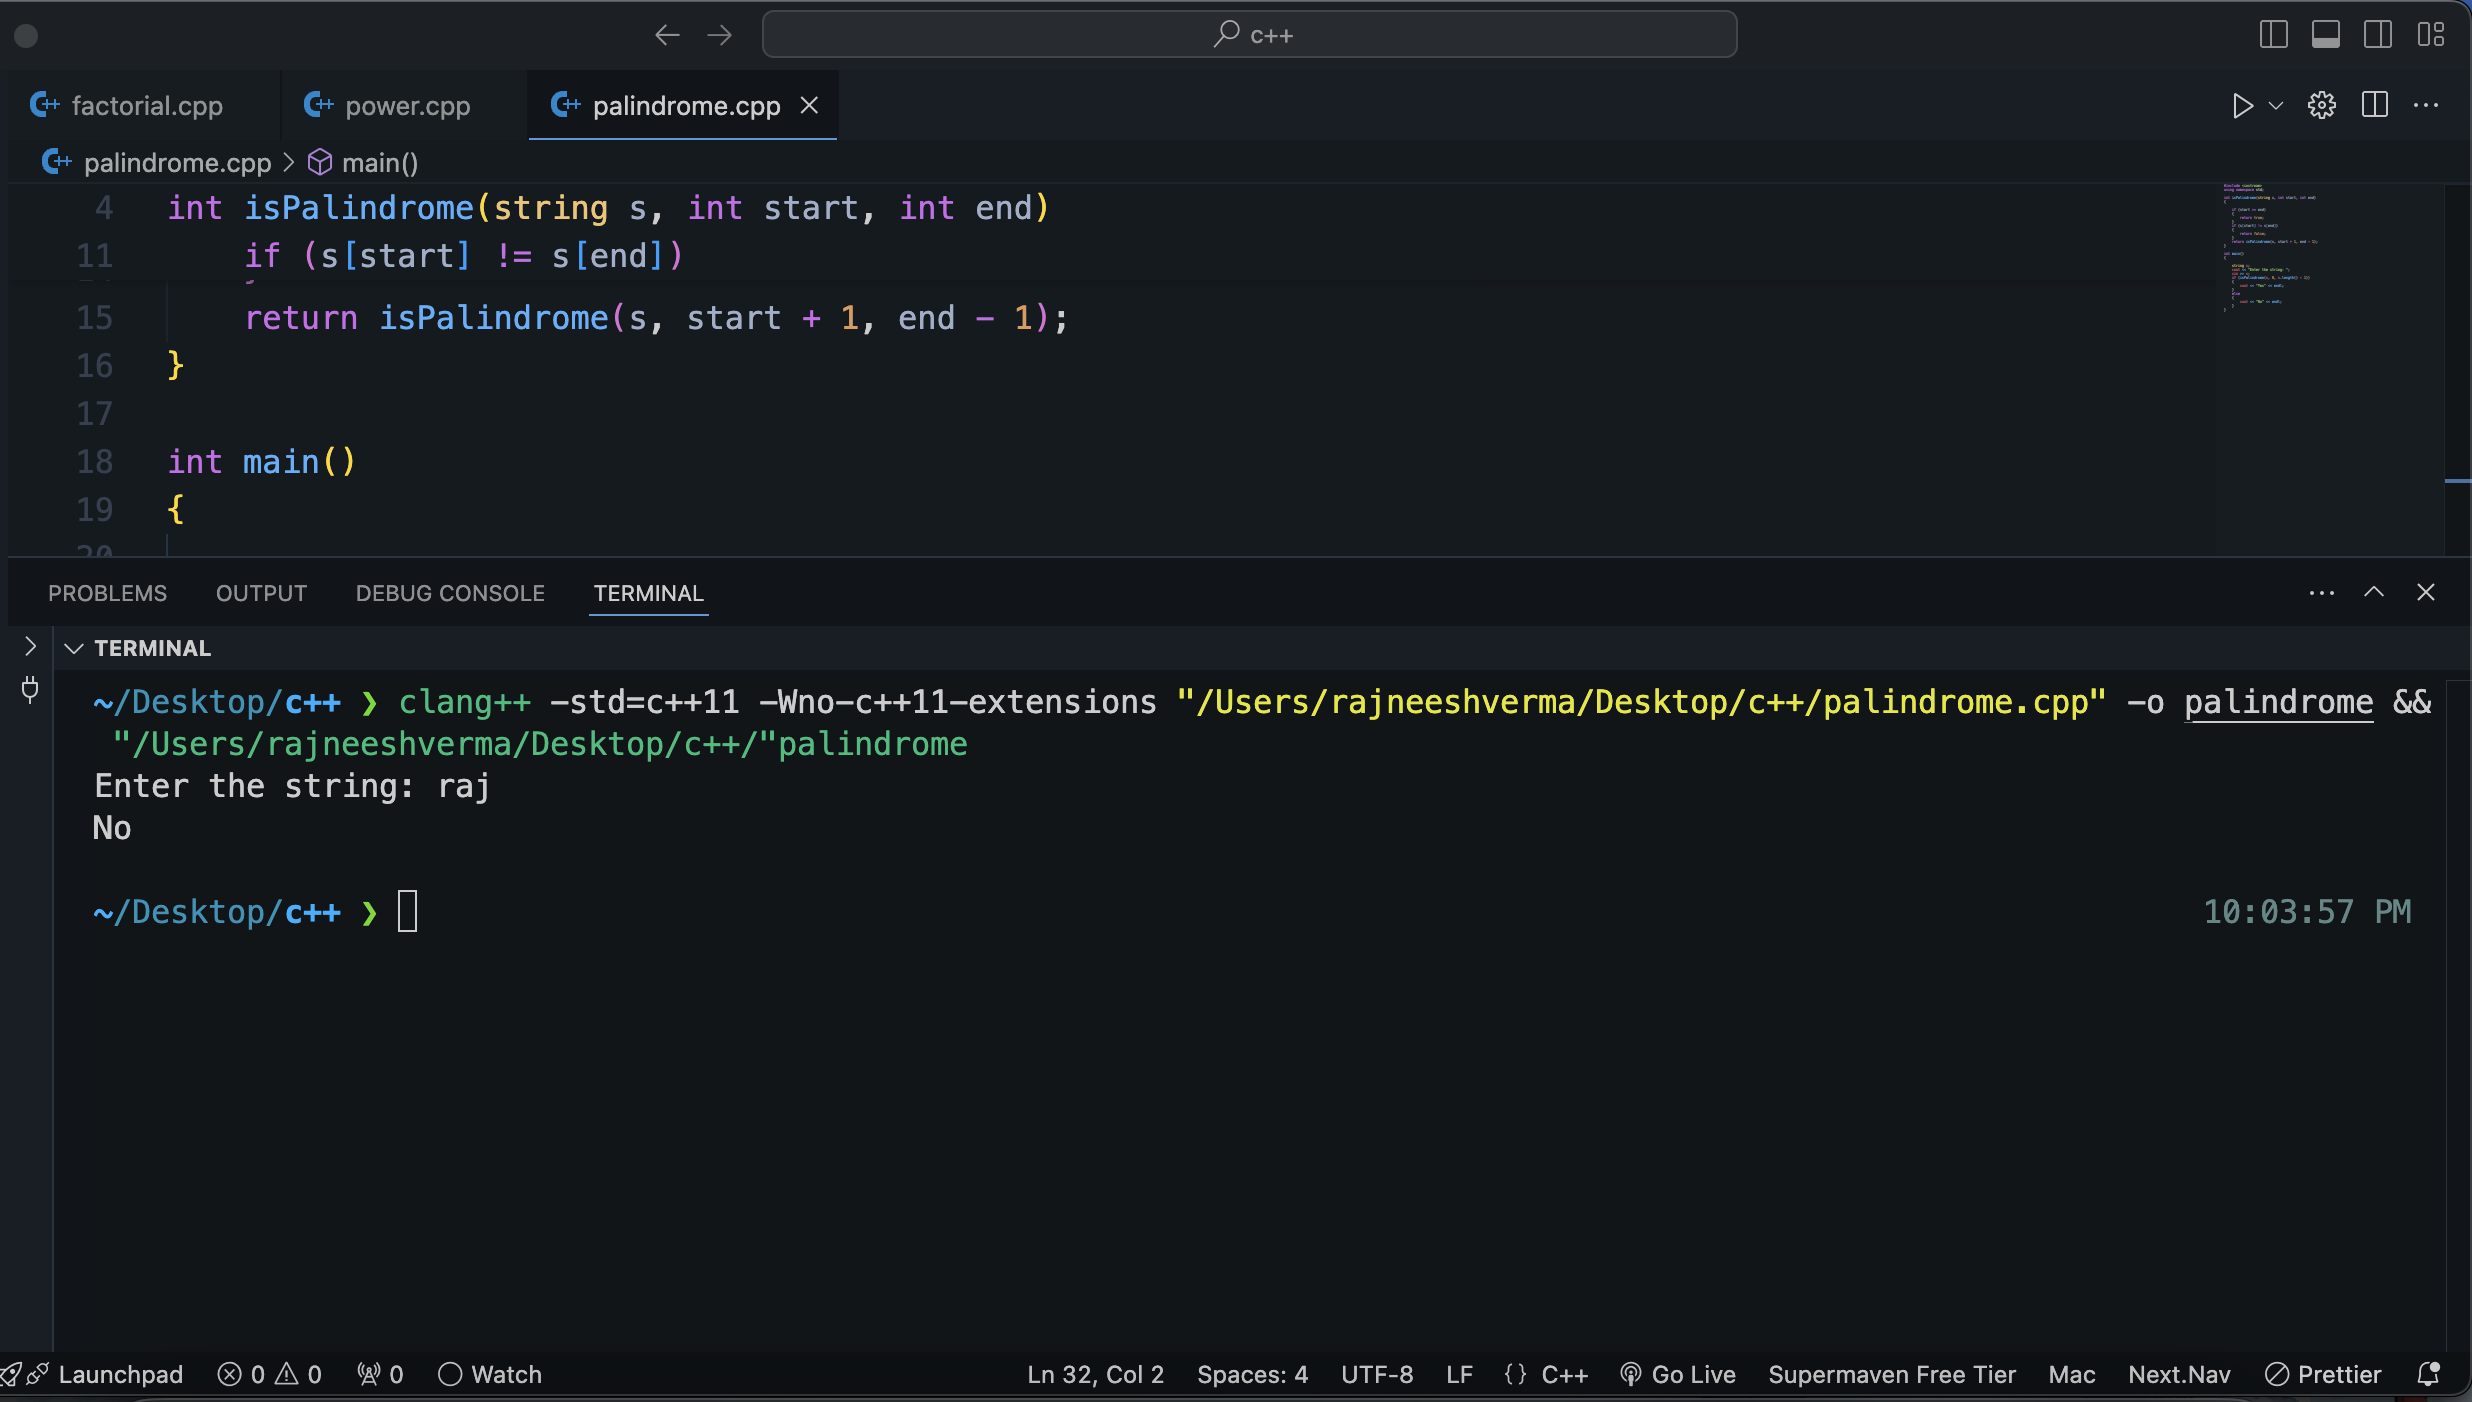 c++
factorial.cpp power.cpp palindrome.cpp
palindrome.cpp > main()
4 int isPalindrome(string s, int start, int end)
11 if (s[start] != s[end])
15 return isPalindrome(s, start + 1, end - 1);
16 }
17
18 int main()
19 {
20
PROBLEMS OUTPUT DEBUG CONSOLE TERMINAL
TERMINAL
~/Desktop/c++ ❯ clang++ -std=c++11 -Wno-c++11-extensions "/Users/rajneeshverma/Desktop/c++/palindrome.cpp" -o palindrome &&
"/Users/rajneeshverma/Desktop/c++/"palindrome
Enter the string: raj
No
~/Desktop/c++ ❯ 10:03:57 PM
Launchpad 0 0 0 Watch Ln 32, Col 2 Spaces: 4 UTF-8 LF {} C++ Go Live Supermaven Free Tier Mac Next.Nav Prettier